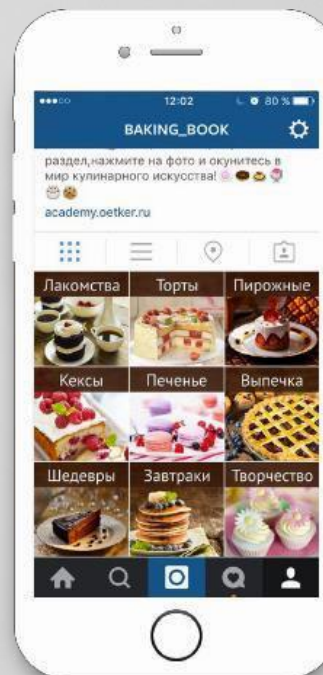 12:02
80 %
BAKING_BOOK
раздел,нажмите на фото и окунитесь в
мир кулинарного искусства!
academy.oetker.ru
Лакомства Торты Пирожные
Кексы Печенье Выпечка
Шедевры Завтраки Творчество